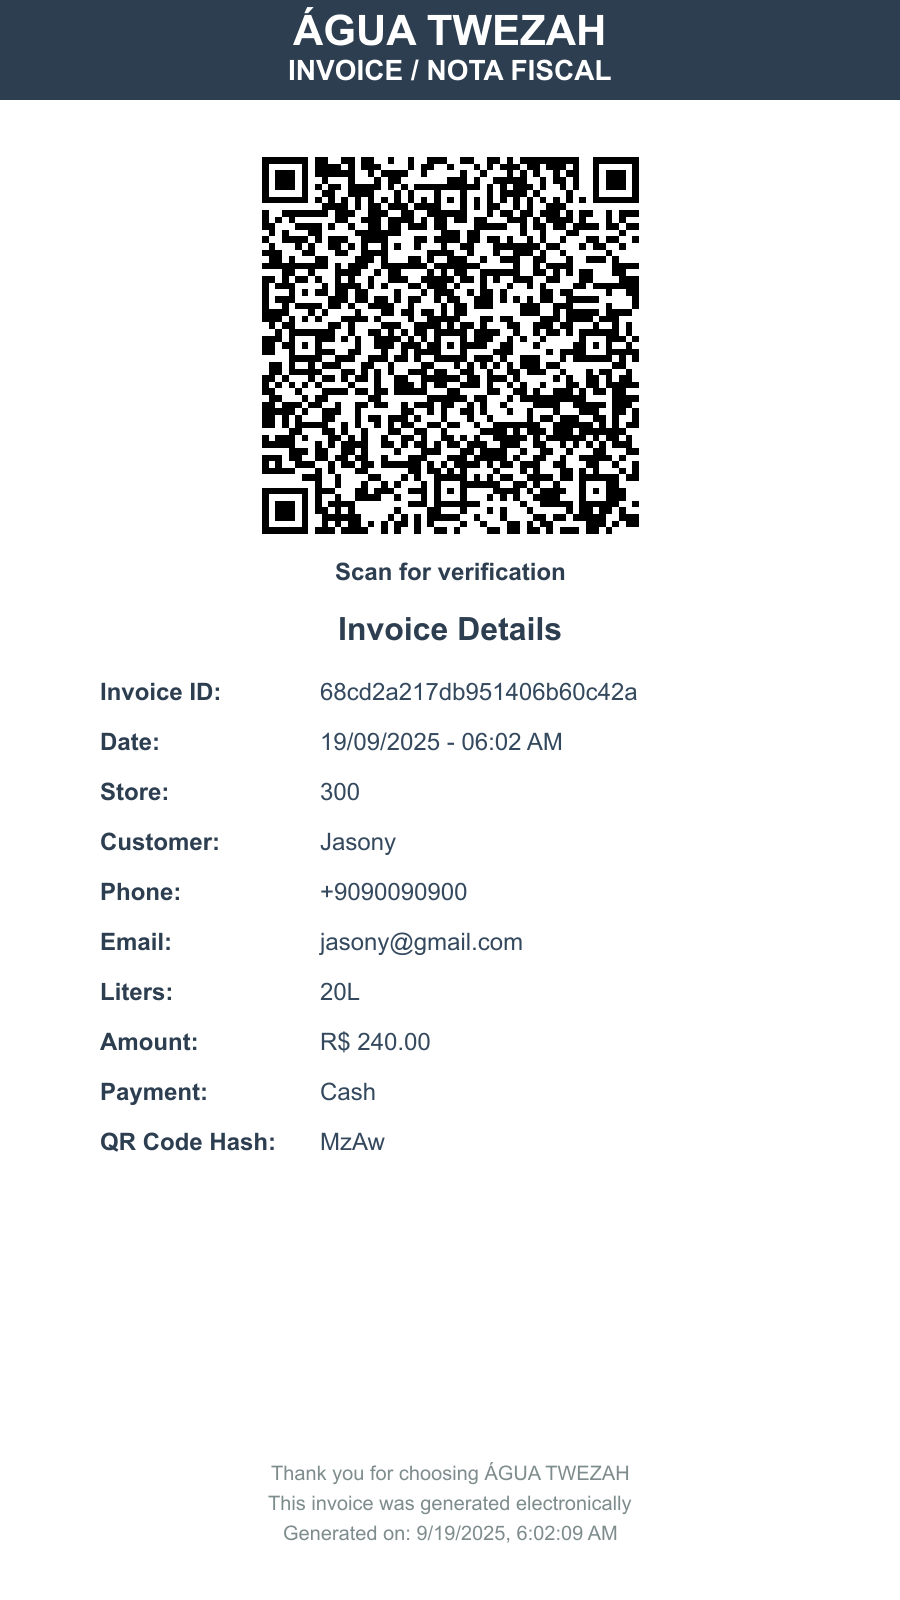 ÁGUA TWEZAH
INVOICE / NOTA FISCAL
Scan for verification
Invoice Details
Invoice ID: 68cd2a217db951406b60c42a
Date: 19/09/2025 - 06:02 AM
Store: 300
Customer: Jasony
Phone: +9090090900
Email: jasony@gmail.com
Liters: 20L
Amount: R$ 240.00
Payment: Cash
QR Code Hash: MzAw
Thank you for choosing ÁGUA TWEZAH
This invoice was generated electronically
Generated on: 9/19/2025, 6:02:09 AM